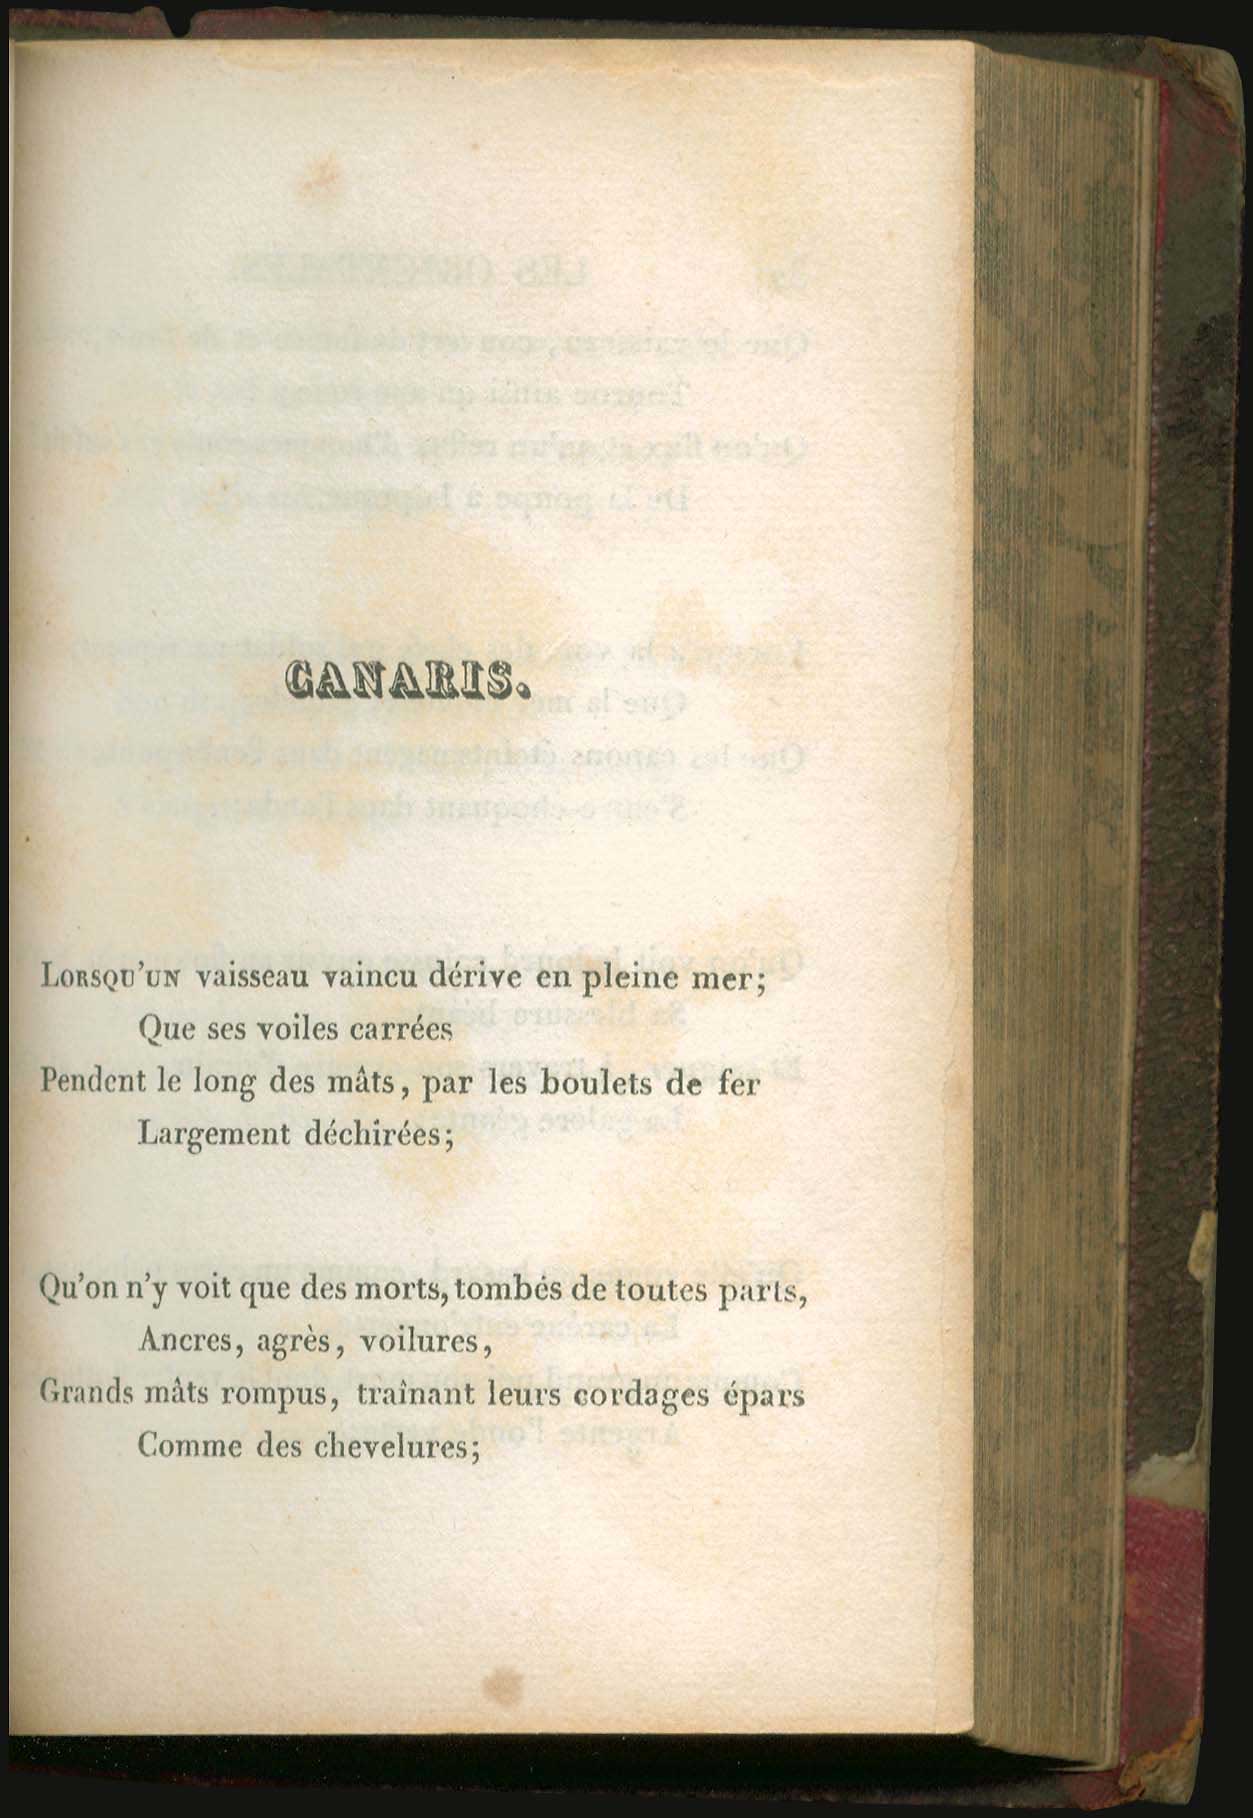 CANARIS.
LORSQU'UN vaisseau vaincu dérive en pleine mer;
Que ses voiles carrées
Pendent le long des mâts, par les boulets de fer
Largement déchirées;
Qu'on n'y voit que des morts, tombés de toutes parts,
Ancres, agrès, voilures,
Grands mâts rompus, traînant leurs cordages épars
Comme des chevelures;